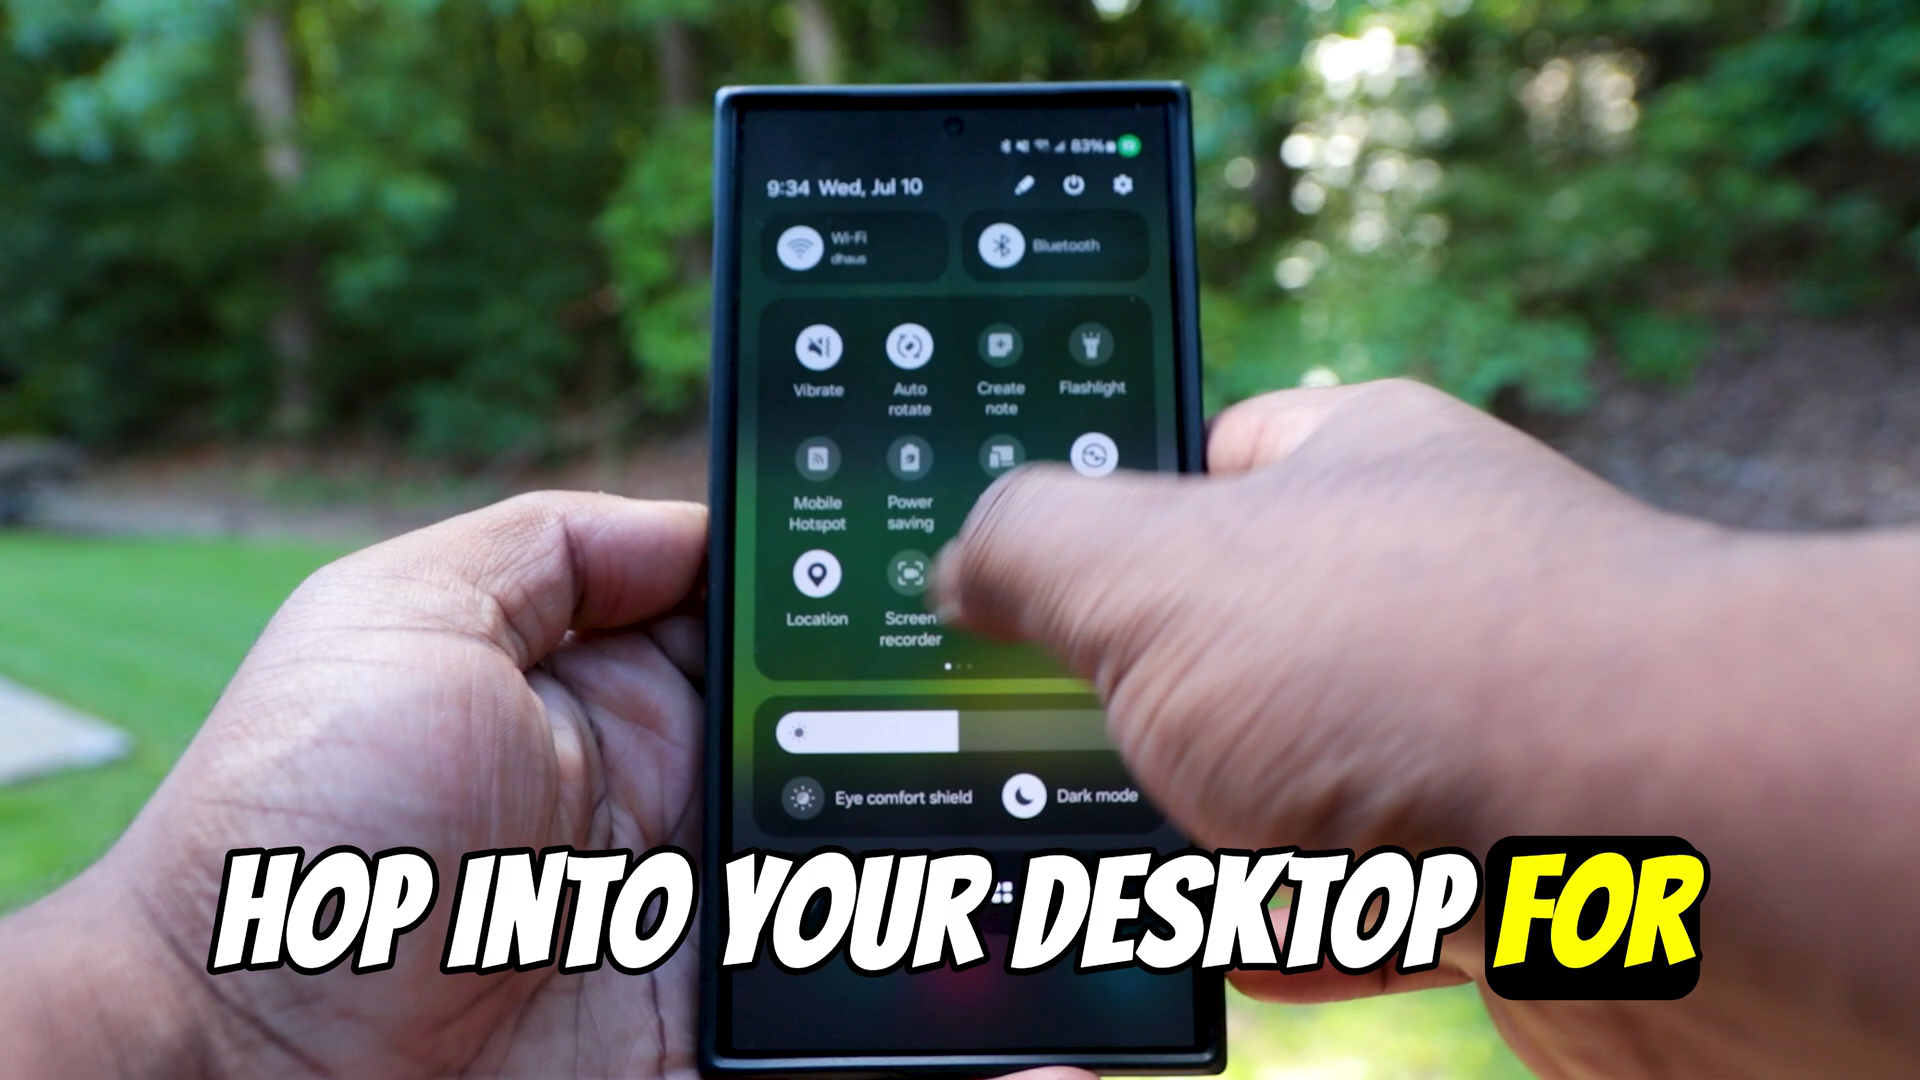 83%
9:34 Wed, Jul 10
Wi-Fi
dhaus
Bluetooth
Vibrate
Auto
rotate
Create
note
Flashlight
Mobile
Hotspot
Power
saving
Location
Screen
recorder
Eye comfort shield
Dark mode
HOP INTO YOUR DESKTOP FOR